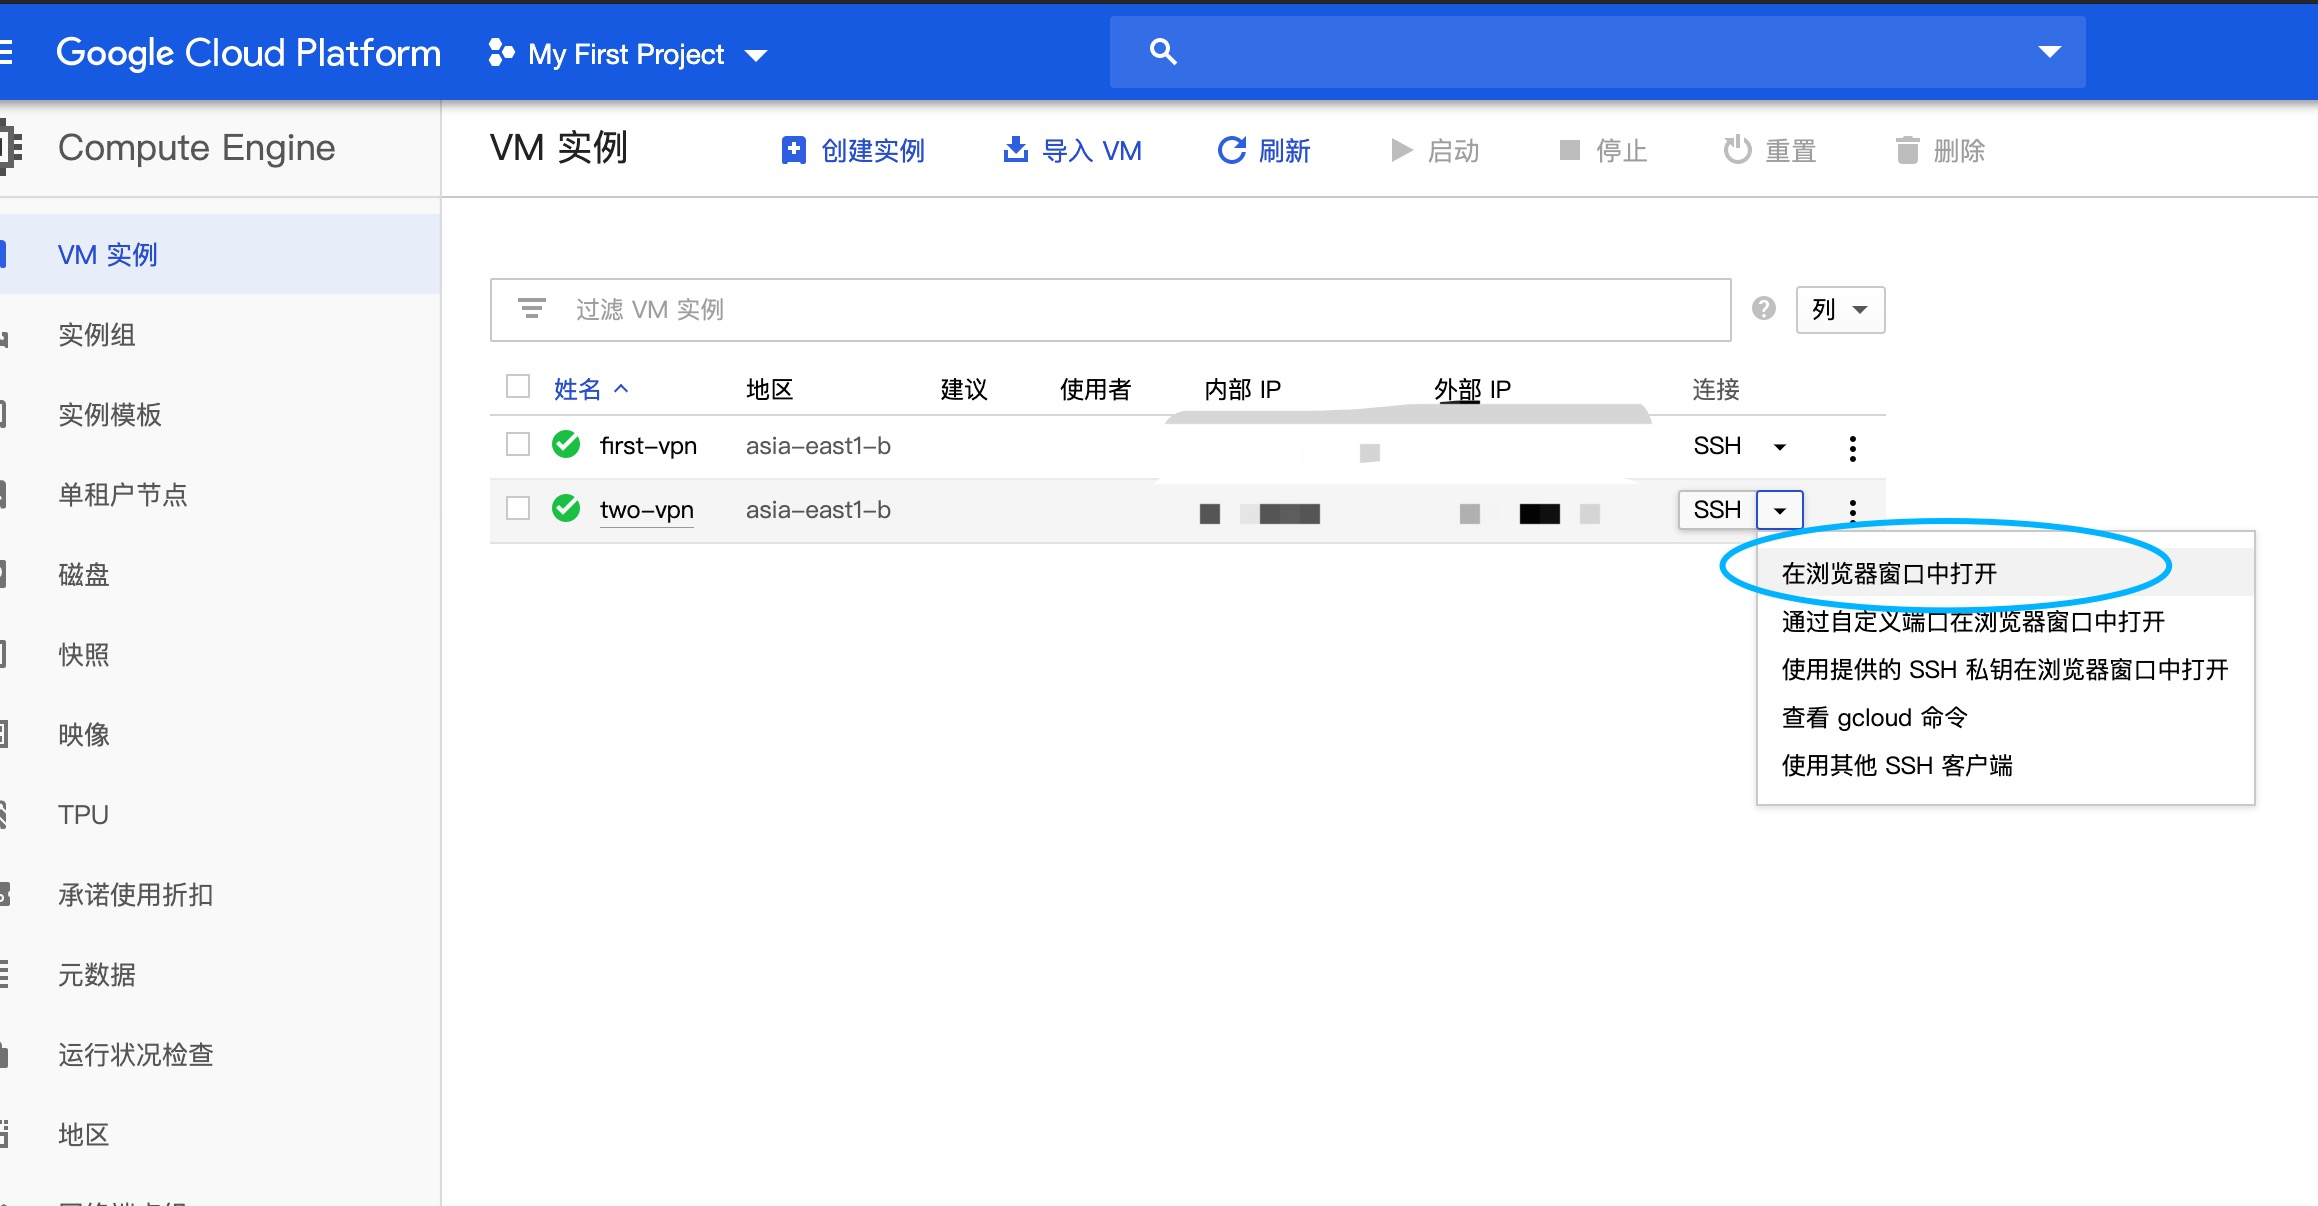 Google Cloud Platform My First Project
Compute Engine
VM 实例 创建实例 导入 VM 刷新 启动 停止 重置 删除
VM 实例
实例组
实例模板
单租户节点
磁盘
快照
映像
TPU
承诺使用折扣
元数据
运行状况检查
地区
过滤 VM 实例 列
姓名 地区 建议 使用者 内部 IP 外部 IP 连接
first-vpn asia-east1-b SSH
two-vpn asia-east1-b SSH
在浏览器窗口中打开
通过自定义端口在浏览器窗口中打开
使用提供的 SSH 私钥在浏览器窗口中打开
查看 gcloud 命令
使用其他 SSH 客户端